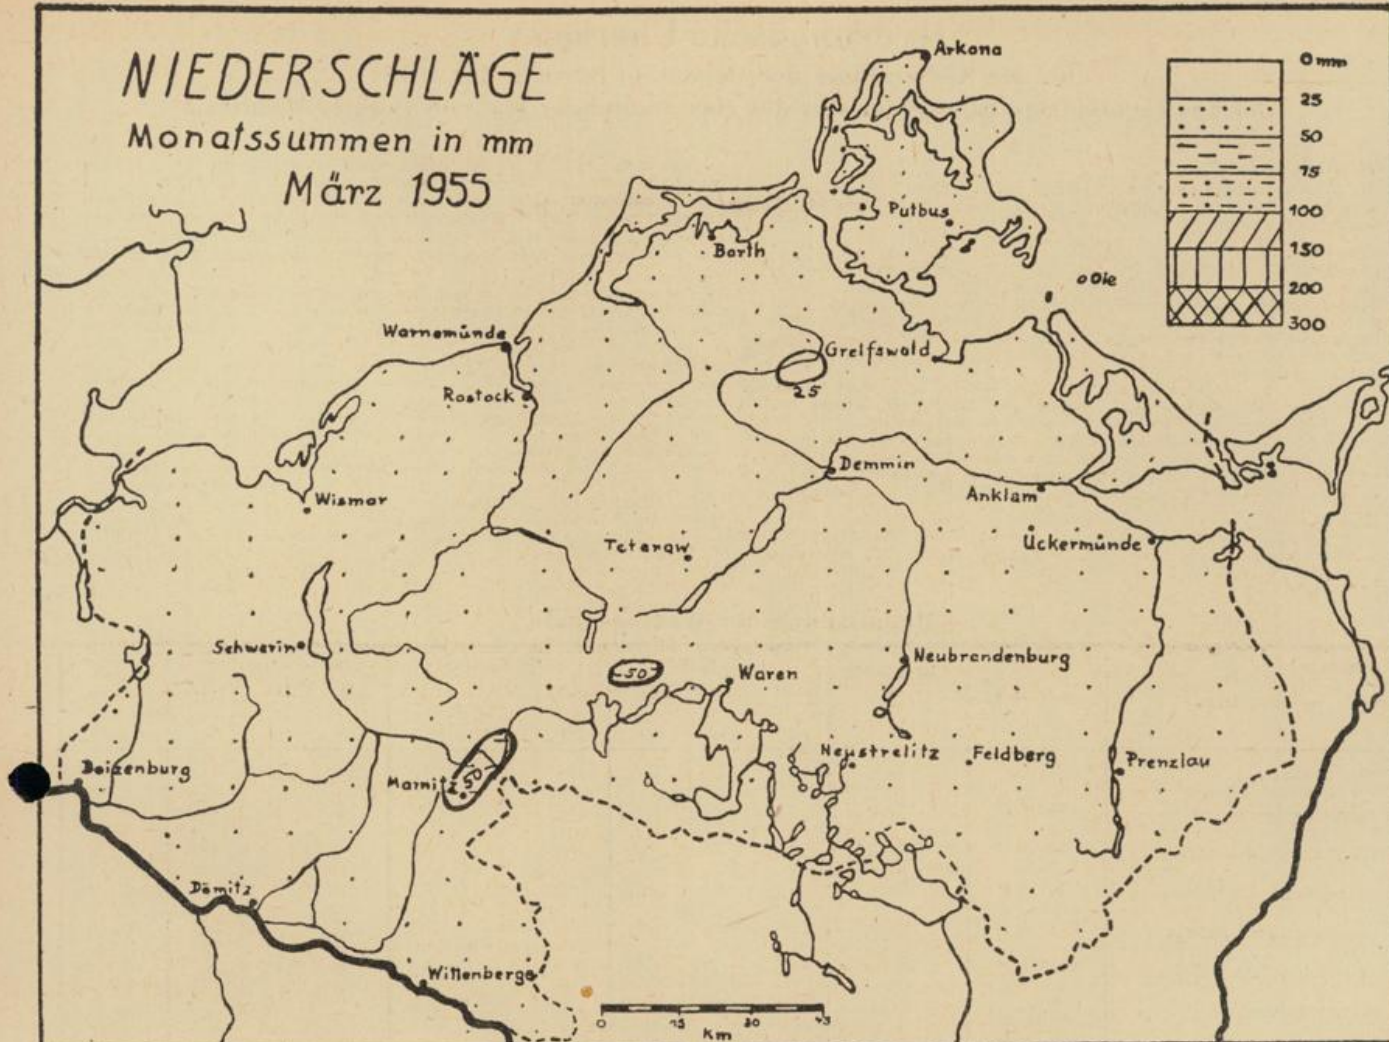 NIEDERSCHLÄGE
Monatssummen in mm
März 1955
0 mm
25
50
75
100
150
200
300
Arkona
Putbus
Barth
Oie
Warnemünde
Greifswald
25
Rostock
Demmin
Anklam
Wismar
Ückermünde
Teterow
Schwerin
50
Waren
Neubrandenburg
Boizenburg
Marnitz
50
Neustrelitz
Feldberg
Prenzlau
Dömitz
Wittenberge
0
15
30
45
km